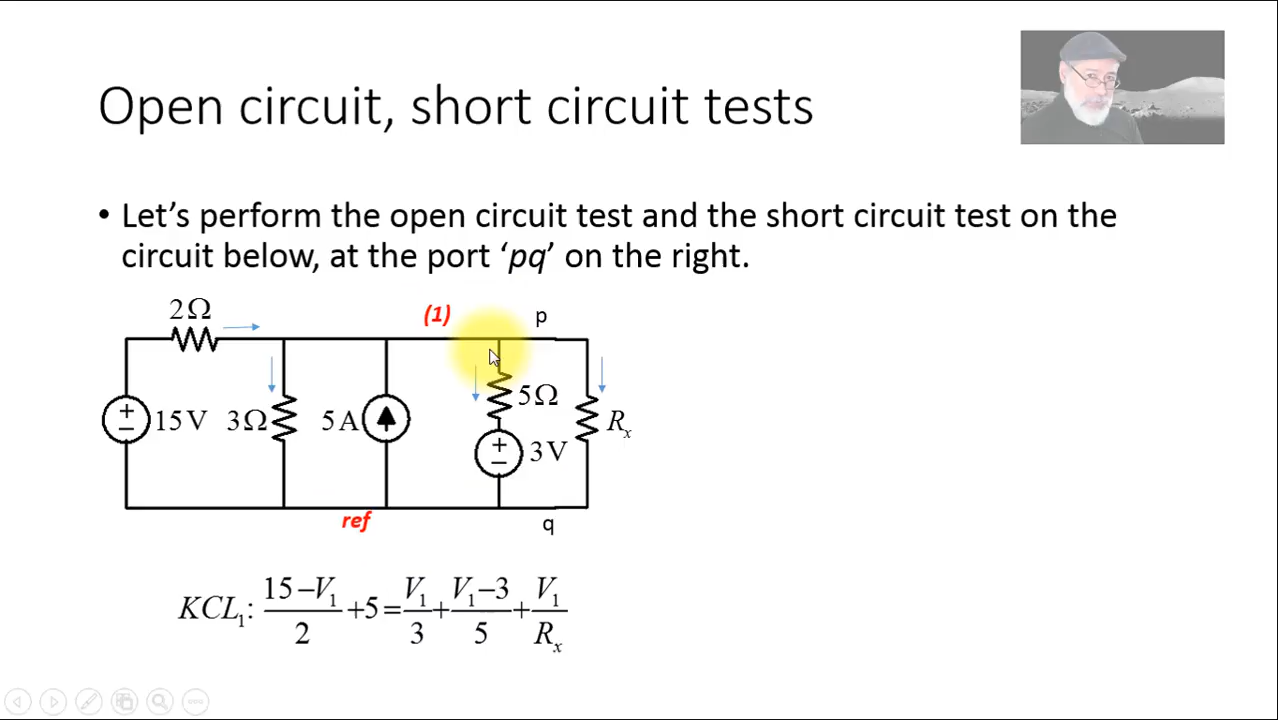 Open circuit, short circuit tests
• Let's perform the open circuit test and the short circuit test on the
circuit below, at the port ‘pq’ on the right.
2Ω
(1)
p
+
−
15V
3Ω
5A
5Ω
+
−
3V
Rₓ
ref
q
KCL₁: (15−V₁)/2 +5= V₁/3 + (V₁−3)/5 + V₁/Rₓ